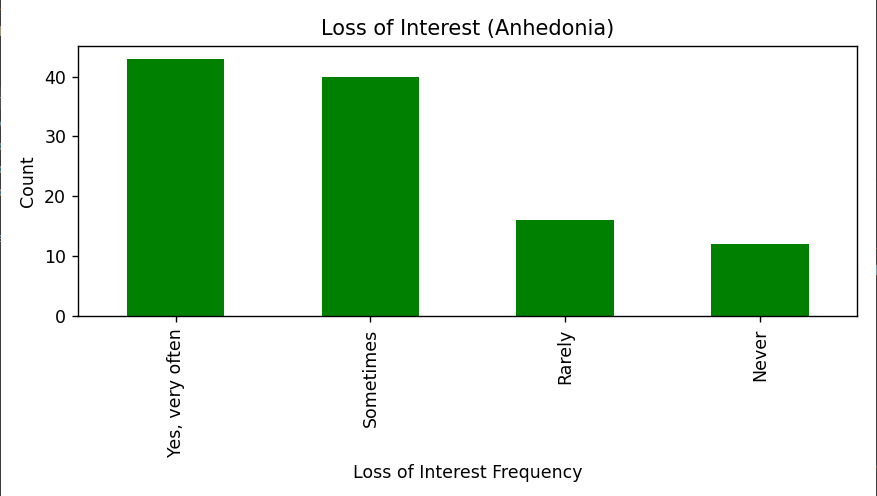 Loss of Interest (Anhedonia)
Count
40
30
20
10
0
Yes, very often
Sometimes
Rarely
Never
Loss of Interest Frequency